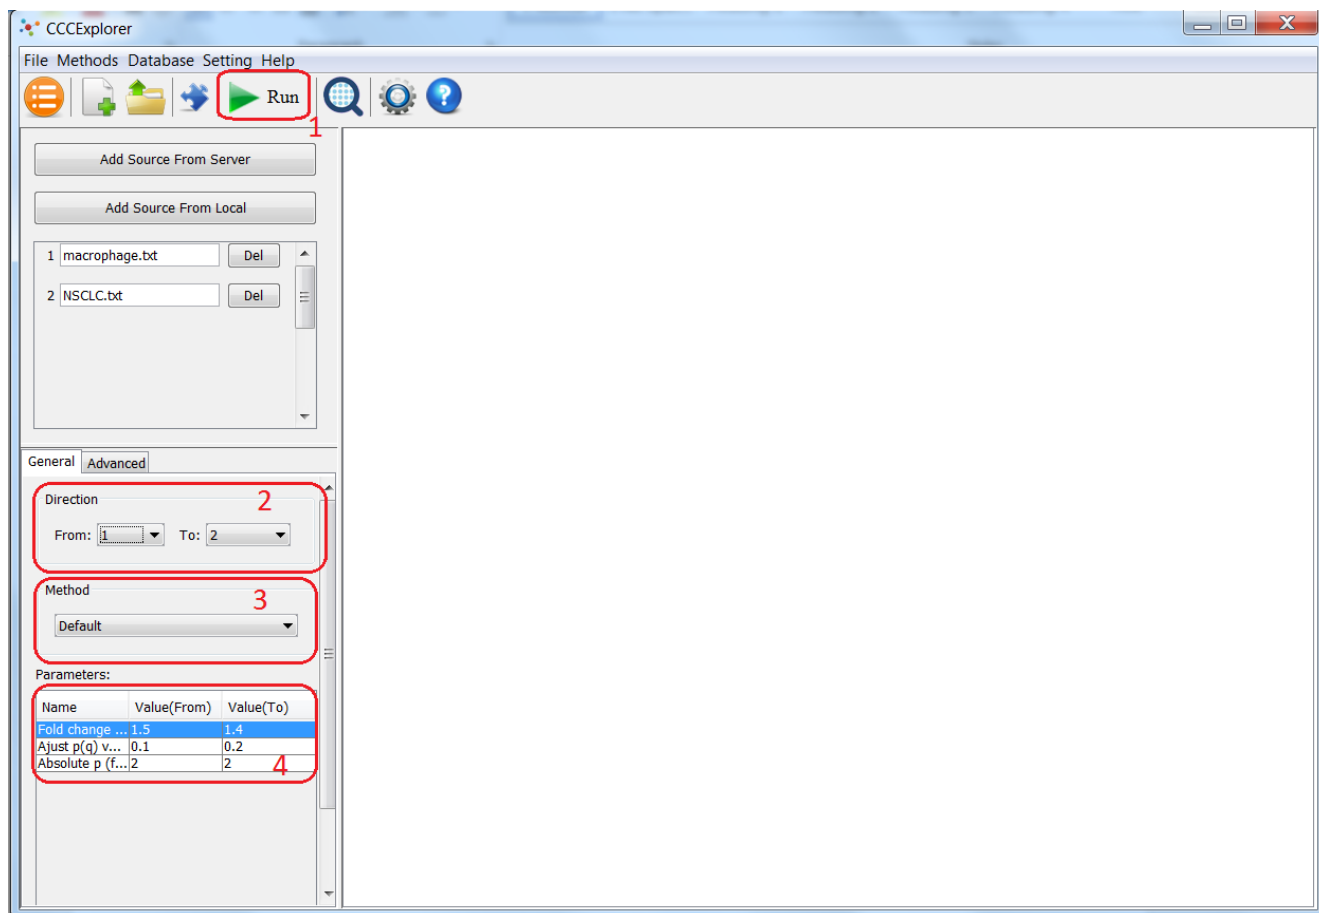 CCCExplorer
File Methods Database Setting Help
Run
1
Add Source From Server
Add Source From Local
1 macrophage.txt Del
2 NSCLC.txt Del
General Advanced
Direction 2
From: 1 To: 2
Method 3
Default
Parameters:
Name Value(From) Value(To)
Fold change ... 1.5 1.4
Ajust p(q) v... 0.1 0.2
Absolute p (f... 2 2
4